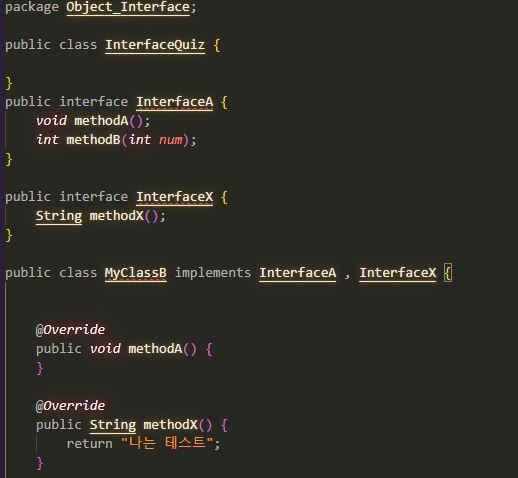 package Object_Interface;
public class InterfaceQuiz {
}
public interface InterfaceA {
void methodA();
int methodB(int num);
}
public interface InterfaceX {
String methodX();
}
public class MyClassB implements InterfaceA , InterfaceX {
@Override
public void methodA() {
}
@Override
public String methodX() {
return "나는 테스트";
}